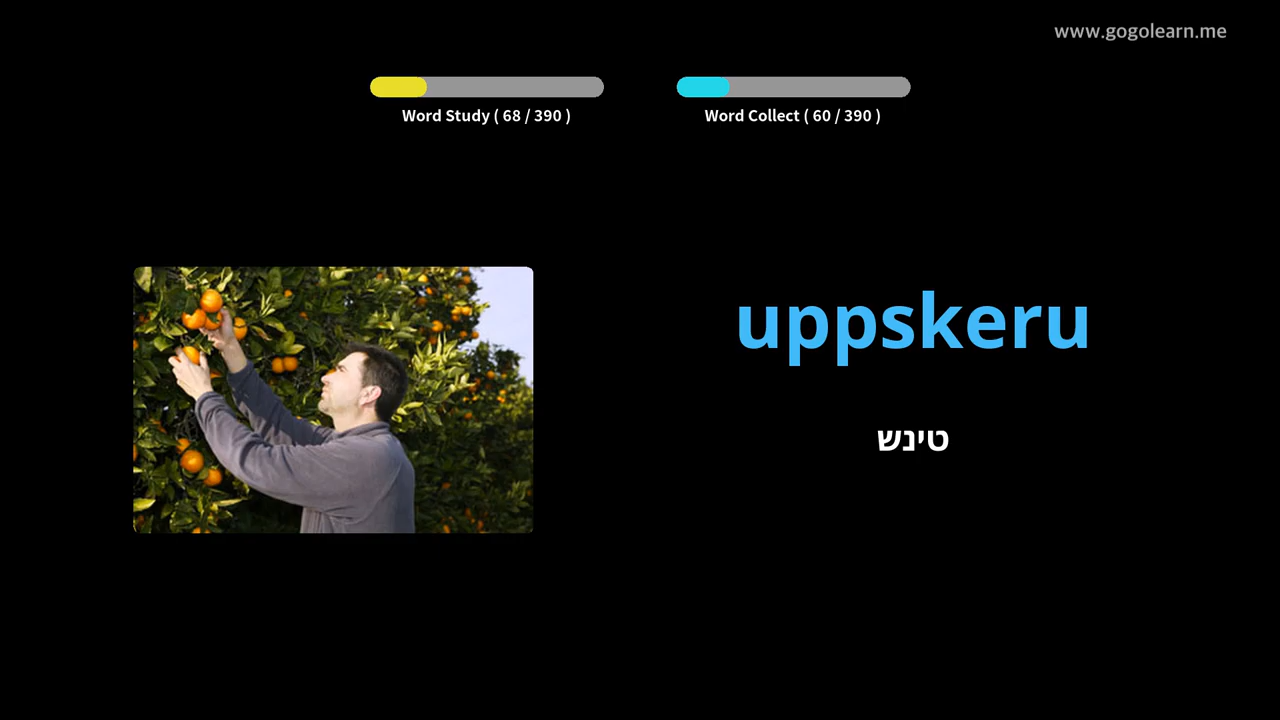 www.gogolearn.me
Word Study ( 68 / 390 )
Word Collect ( 60 / 390 )
uppskeru
טינש